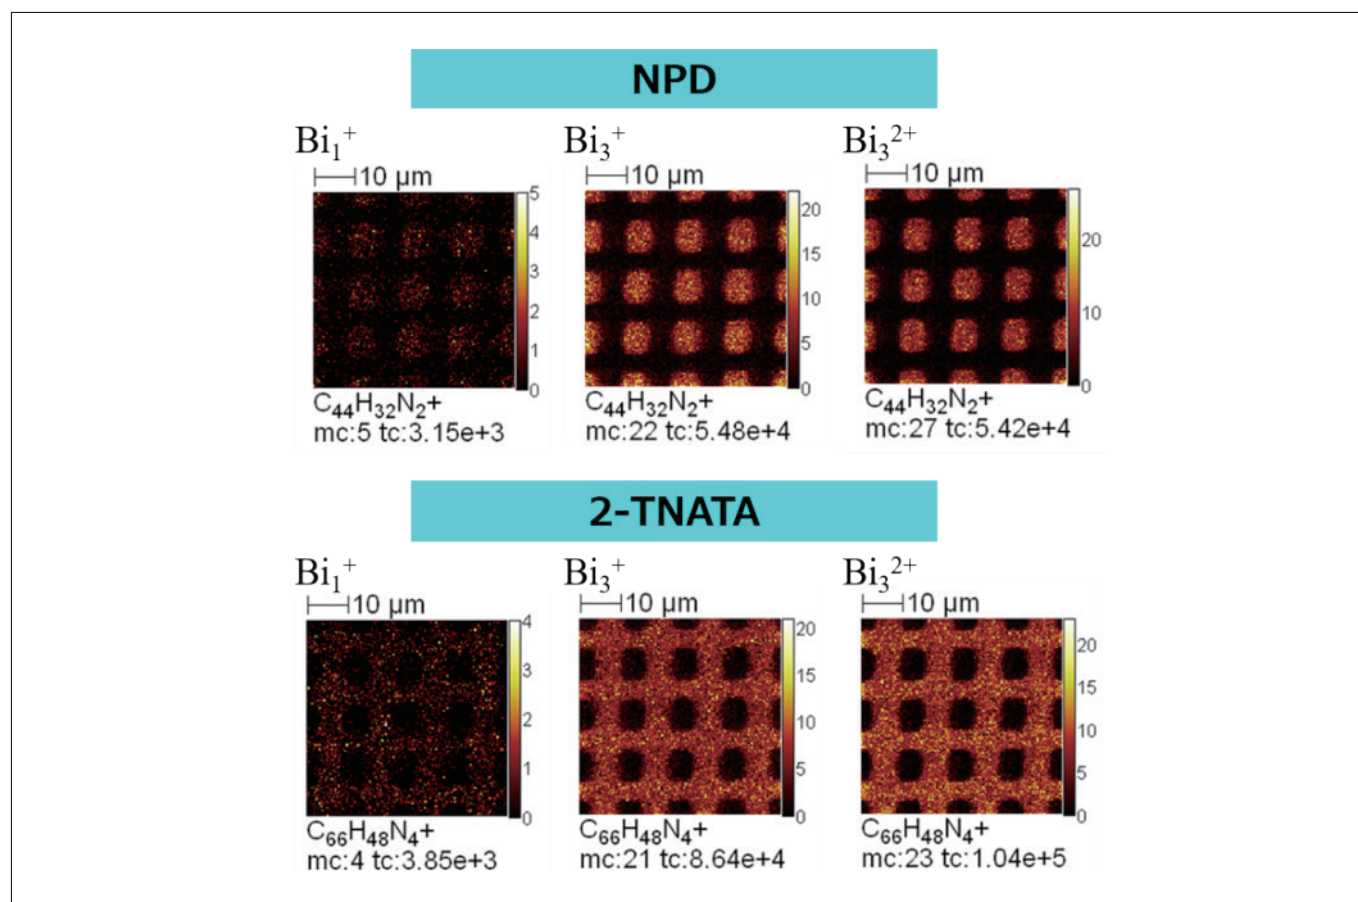 NPD
Bi₁⁺ Bi₃⁺ Bi₃²⁺
10 µm 10 µm 10 µm
5 4 3 2 1 0
20 15 10 5 0
20 10 0
C₄₄H₃₂N₂+ C₄₄H₃₂N₂+ C₄₄H₃₂N₂+
mc:5 tc:3.15e+3 mc:22 tc:5.48e+4 mc:27 tc:5.42e+4
2-TNATA
Bi₁⁺ Bi₃⁺ Bi₃²⁺
10 µm 10 µm 10 µm
4 3 2 1 0
20 15 10 5 0
20 15 10 5 0
C₆₆H₄₈N₄+ C₆₆H₄₈N₄+ C₆₆H₄₈N₄+
mc:4 tc:3.85e+3 mc:21 tc:8.64e+4 mc:23 tc:1.04e+5